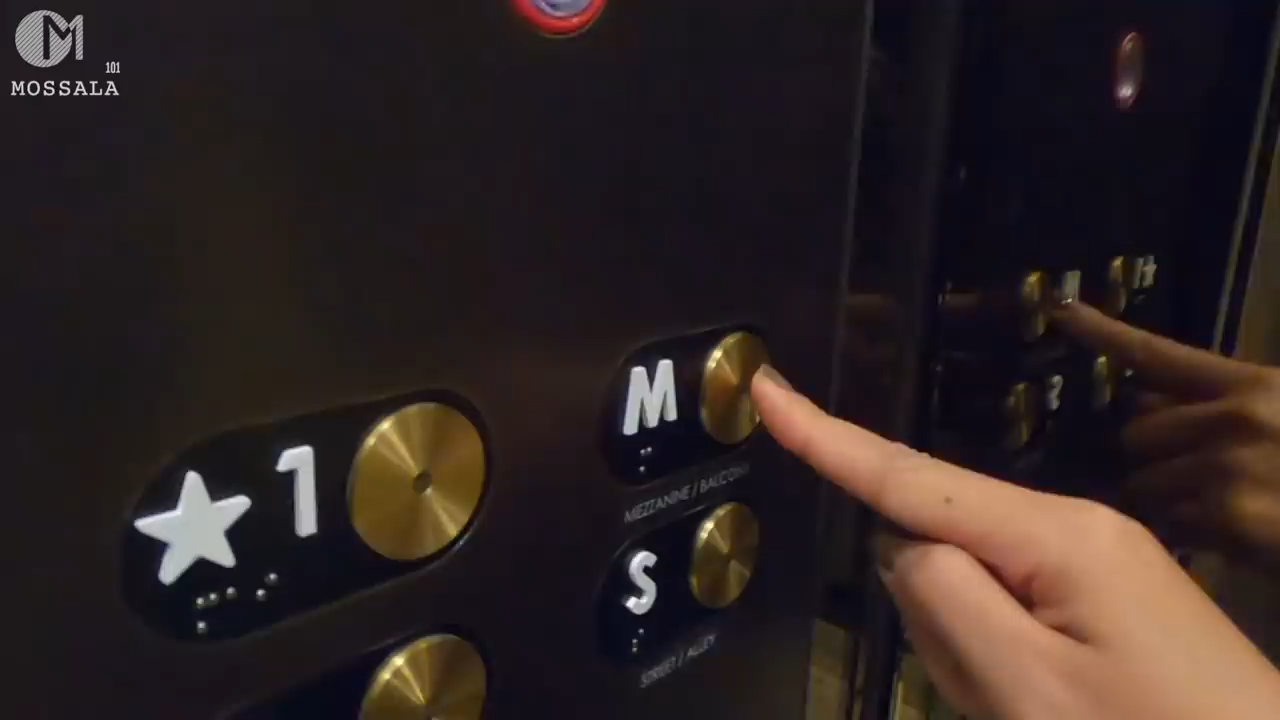 M
101
MOSSALA
★ 1
M
MEZZANINE / BALCONY
S
STREET / ALLEY